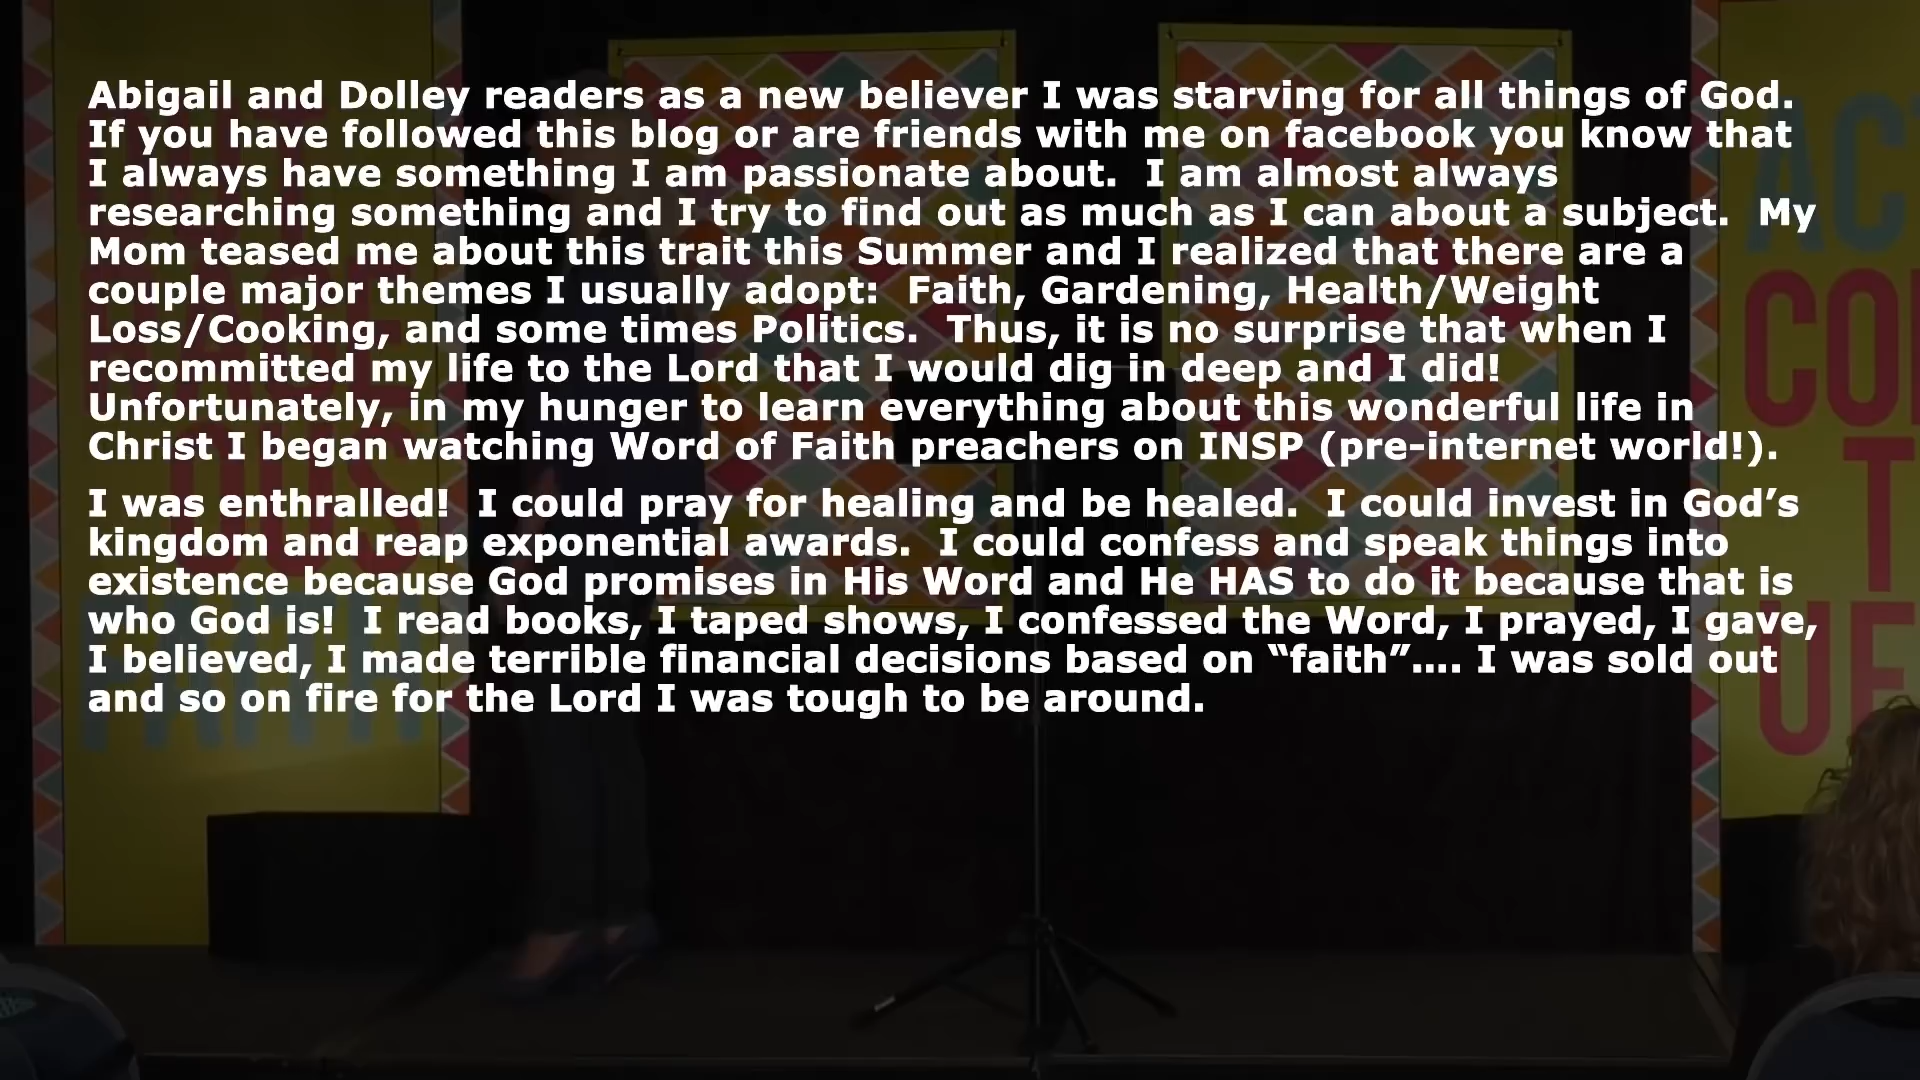 Abigail and Dolley readers as a new believer I was starving for all things of God.
If you have followed this blog or are friends with me on facebook you know that
I always have something I am passionate about.  I am almost always
researching something and I try to find out as much as I can about a subject.  My
Mom teased me about this trait this Summer and I realized that there are a
couple major themes I usually adopt:  Faith, Gardening, Health/Weight
Loss/Cooking, and some times Politics.  Thus, it is no surprise that when I
recommitted my life to the Lord that I would dig in deep and I did!
Unfortunately, in my hunger to learn everything about this wonderful life in
Christ I began watching Word of Faith preachers on INSP (pre-internet world!).
I was enthralled!  I could pray for healing and be healed.  I could invest in God’s
kingdom and reap exponential awards.  I could confess and speak things into
existence because God promises in His Word and He HAS to do it because that is
who God is!  I read books, I taped shows, I confessed the Word, I prayed, I gave,
I believed, I made terrible financial decisions based on “faith”.... I was sold out
and so on fire for the Lord I was tough to be around.